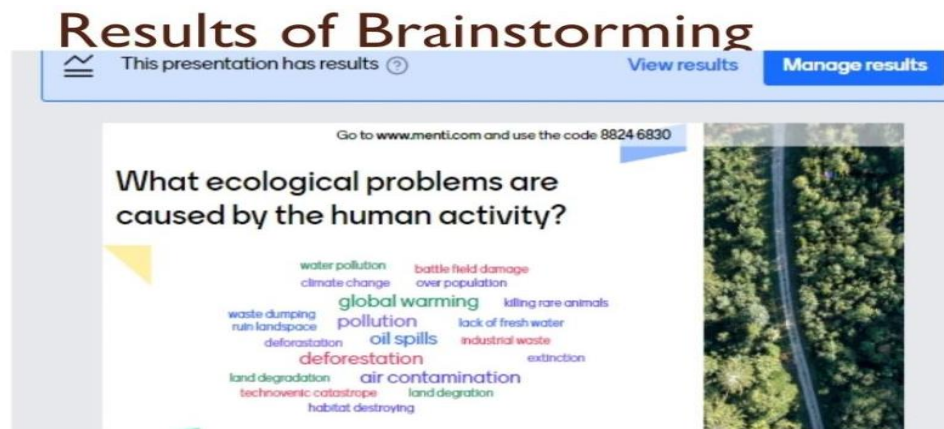 Results of Brainstorming
This presentation has results ?
View results
Manage results
Go to www.menti.com and use the code 8824 6830
What ecological problems are
caused by the human activity?
water pollution
battle field damage
climate change
over population
global warming
killing rare animals
waste dumping
ruin landspace
pollution
lack of fresh water
deforastation
oil spills
industrial waste
deforestation
extinction
land degradation
air contamination
technovenic catastrope
land degration
habitat destroying